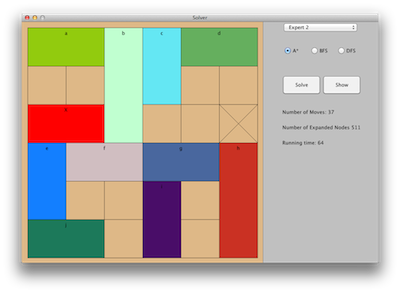 Solver
a b c d
Expert 2
A* BFS DFS
Solve Show
Number of Moves: 37
e f g h
Number of Expanded Nodes 511
Running time: 64